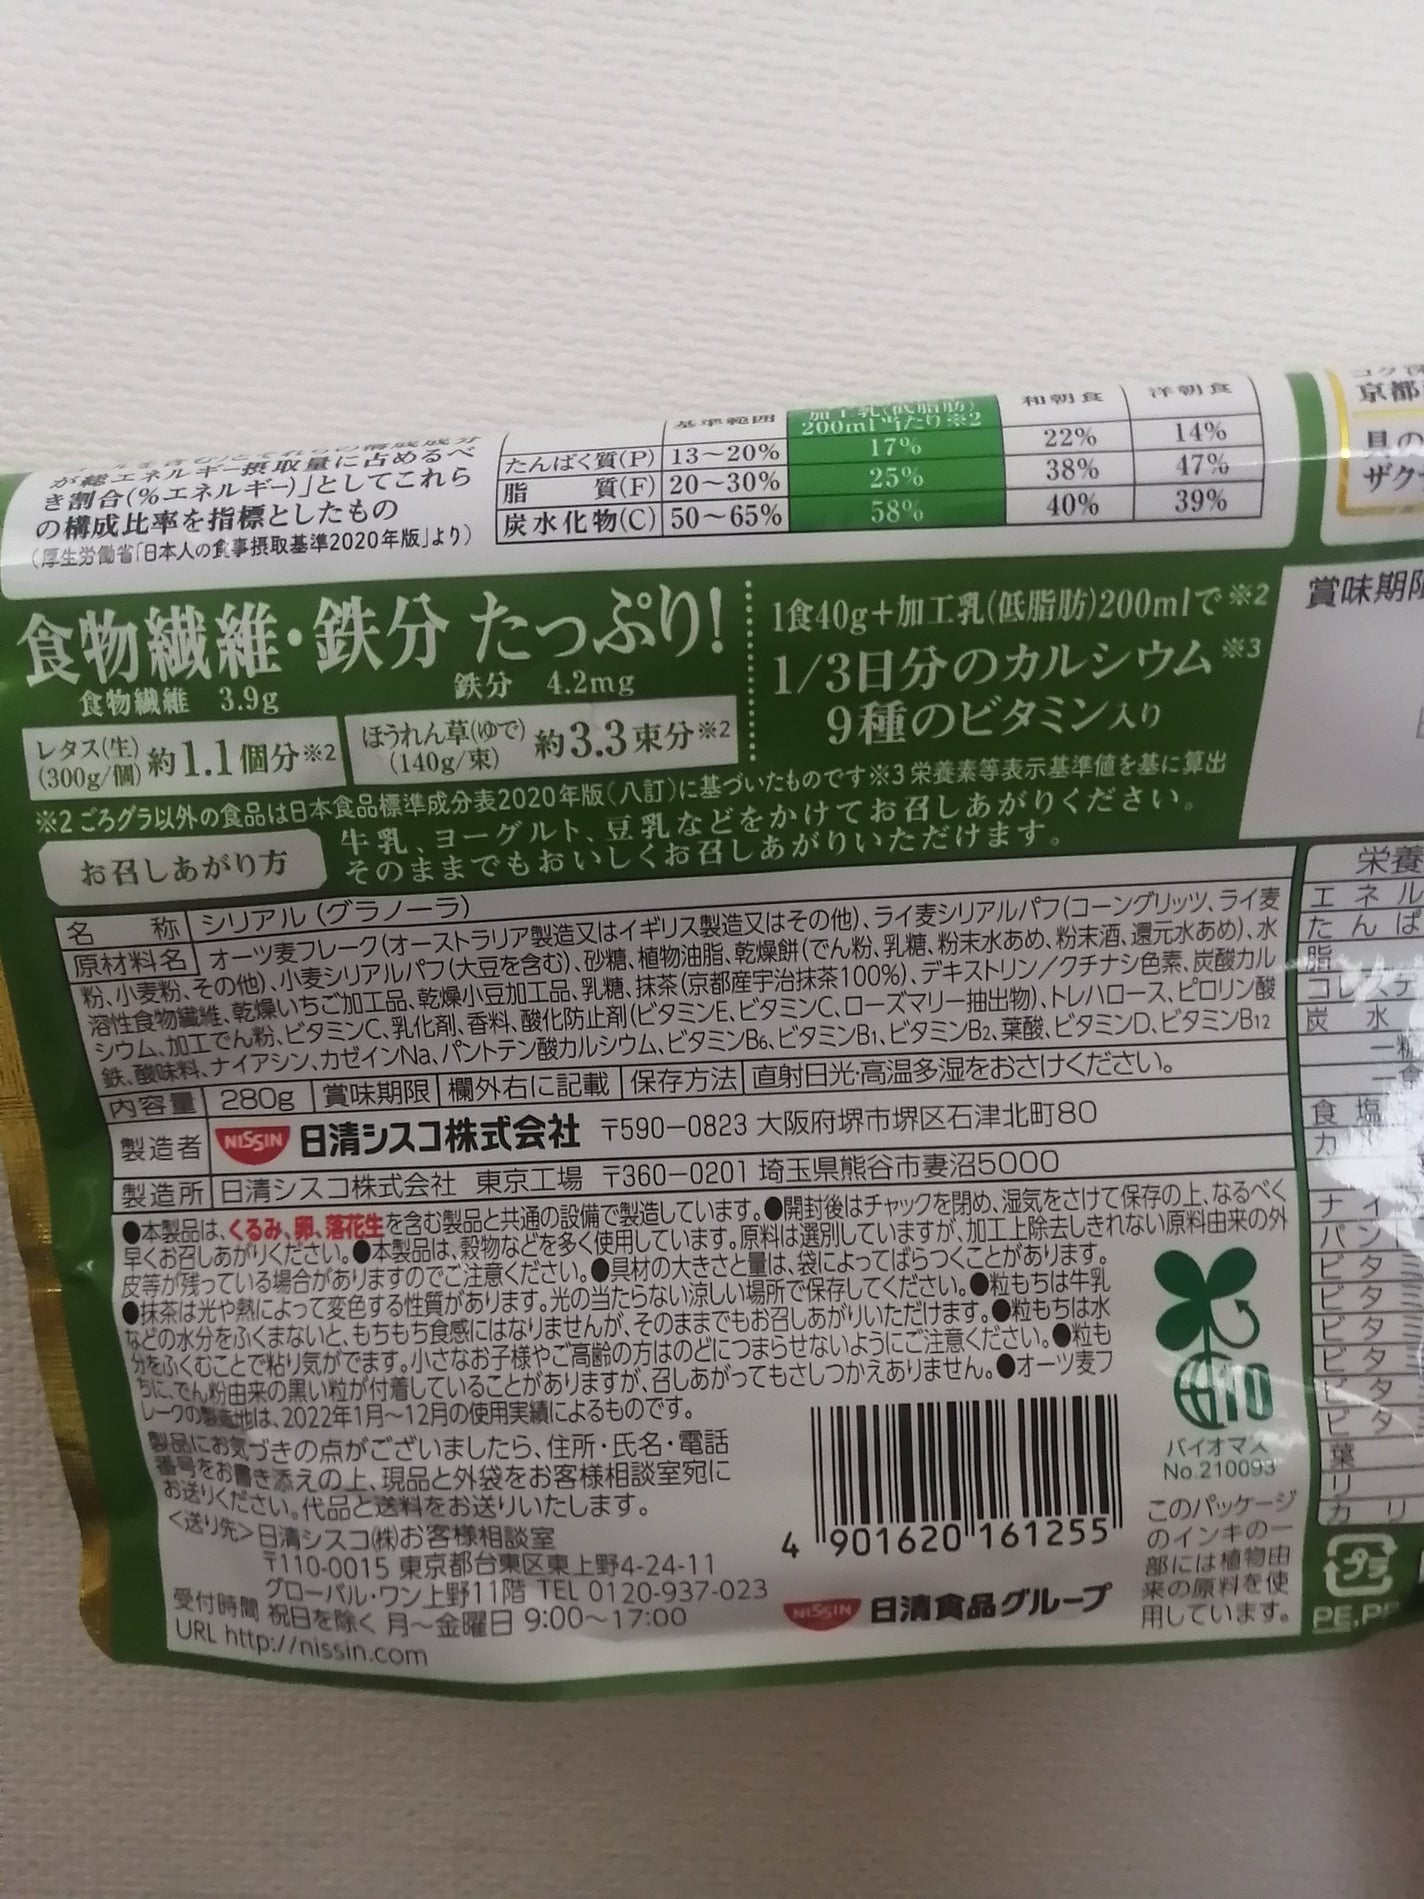 が総エネルギー摂取量に占めるべ
き割合(%エネルギー)」としてこれら
の構成比率を指標としたもの
(厚生労働省「日本人の食事摂取基準2020年版」より)
基準範囲 加工乳(低脂肪)200ml当たり※2 和朝食 洋朝食
たんぱく質(P) 13～20% 17% 22% 14%
脂質(F) 20～30% 25% 38% 47%
炭水化物(C) 50～65% 58% 40% 39%
京都
具の
ザク
食物繊維・鉄分 たっぷり!
食物繊維 3.9g
鉄分 4.2mg
レタス(生)(300g/個) 約1.1個分※2
ほうれん草(ゆで)(140g/束) 約3.3束分※2
1食40g+加工乳(低脂肪)200mlで※2
1/3日分のカルシウム※3
9種のビタミン入り
※2 ごろグラ以外の食品は日本食品標準成分表2020年版(八訂)に基づいたものです※3 栄養素等表示基準値を基に算出
お召しあがり方
牛乳、ヨーグルト、豆乳などをかけてお召しあがりください。
そのままでもおいしくお召しあがりいただけます。
賞味期限
名称 シリアル(グラノーラ)
原材料名 オーツ麦フレーク(オーストラリア製造又はイギリス製造又はその他)、ライ麦シリアルパフ(コーングリッツ、ライ麦
粉、小麦粉、その他)、小麦シリアルパフ(大豆を含む)、砂糖、植物油脂、乾燥餅(でん粉、乳糖、粉末水あめ、粉末酒、還元水あめ)、水
溶性食物繊維、乾燥いちご加工品、乾燥小豆加工品、乳糖、抹茶(京都産宇治抹茶100%)、デキストリン／クチナシ色素、炭酸カル
シウム、加工でん粉、ビタミンC、乳化剤、香料、酸化防止剤(ビタミンE、ビタミンC、ローズマリー抽出物)、トレハロース、ピロリン酸
鉄、酸味料、ナイアシン、カゼインNa、パントテン酸カルシウム、ビタミンB6、ビタミンB1、ビタミンB2、葉酸、ビタミンD、ビタミンB12
内容量 280g 賞味期限 欄外右に記載 保存方法 直射日光・高温多湿をおさけください。
製造者 NISSIN 日清シスコ株式会社 〒590-0823 大阪府堺市堺区石津北町80
製造所 日清シスコ株式会社 東京工場 〒360-0201 埼玉県熊谷市妻沼5000
●本製品は、くるみ、卵、落花生を含む製品と共通の設備で製造しています。●開封後はチャックを閉め、湿気をさけて保存の上、なるべく
早くお召しあがりください。●本製品は、穀物などを多く使用しています。原料は選別していますが、加工上除去しきれない原料由来の外
皮等が残っている場合がありますのでご注意ください。●具材の大きさと量は、袋によってばらつくことがあります。
●抹茶は光や熱によって変色する性質があります。光の当たらない涼しい場所で保存してください。●粒もちは牛乳
などの水分をふくまないと、もちもち食感にはなりませんが、そのままでもお召しあがりいただけます。●粒もちは水
分をふくむことで粘り気がでます。小さなお子様やご高齢の方はのどにつまらせないようにご注意ください。●粒も
ちに、でん粉由来の黒い粒が付着していることがありますが、召しあがってもさしつかえありません。●オーツ麦フ
レークの製造地は、2022年1月～12月の使用実績によるものです。
製品にお気づきの点がございましたら、住所・氏名・電話
番号をお書き添えの上、現品と外袋をお客様相談室宛に
お送りください。代品と送料をお送りいたします。
<送り先>日清シスコ(株)お客様相談室
〒110-0015 東京都台東区東上野4-24-11
グローバル・ワン上野11階 TEL 0120-937-023
受付時間 祝日を除く 月～金曜日 9:00～17:00
URL http://nissin.com
4 901620 161255
NISSIN 日清食品グループ
バイオマス
No.210093
このパッケージ
のインキの一
部には植物由
来の原料を使
用しています。
栄養
エネル
たんぱ
脂
コレステ
炭水
食塩
カル
ナイ
パン
ビタ
ビタ
ビタ
ビタ
ビタ
ビタ
葉
リ
カリ
プラ
PE,PP